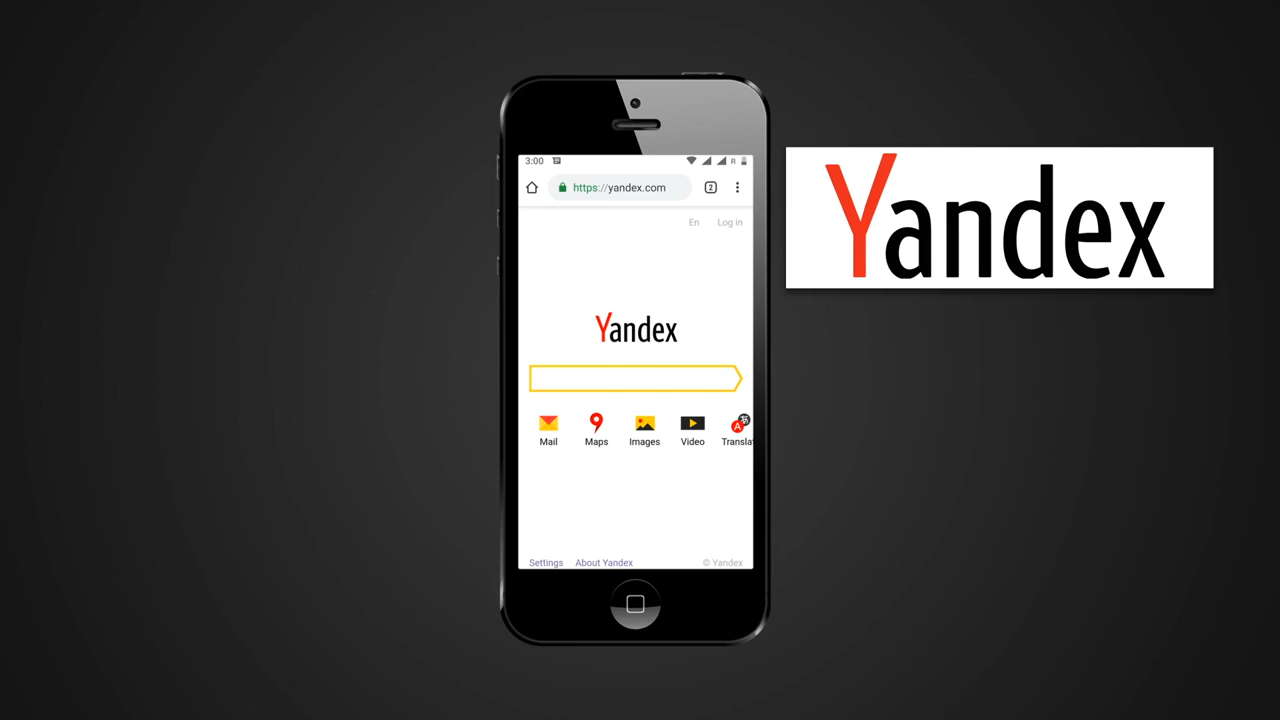 3:00 R
https://yandex.com 2
En Log in
Yandex
Mail Maps Images Video Transla
Settings About Yandex © Yandex
Yandex